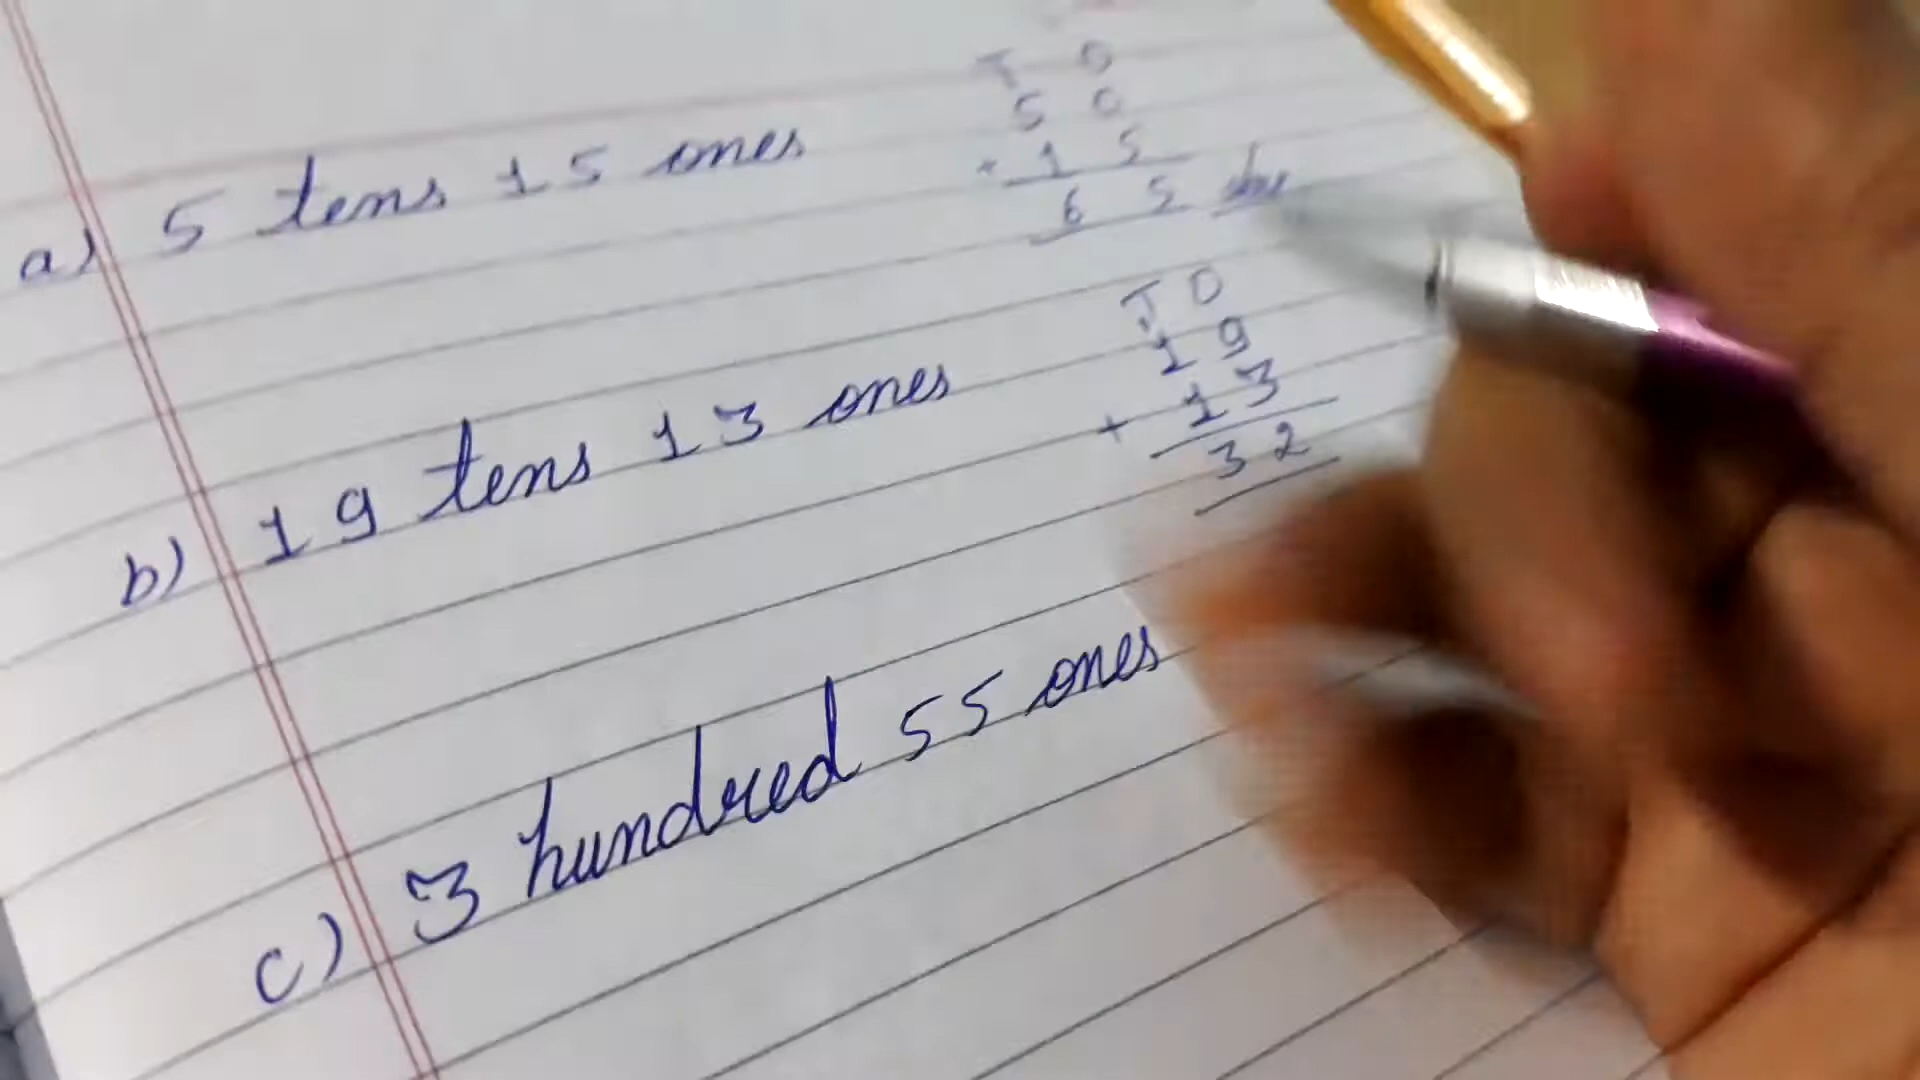 a) 5 tens 15 ones
T O
5 0
+ 1 5
6 5
b) 19 tens 13 ones
T O
1 9
+ 1 3
3 2
c) 3 hundred 55 ones